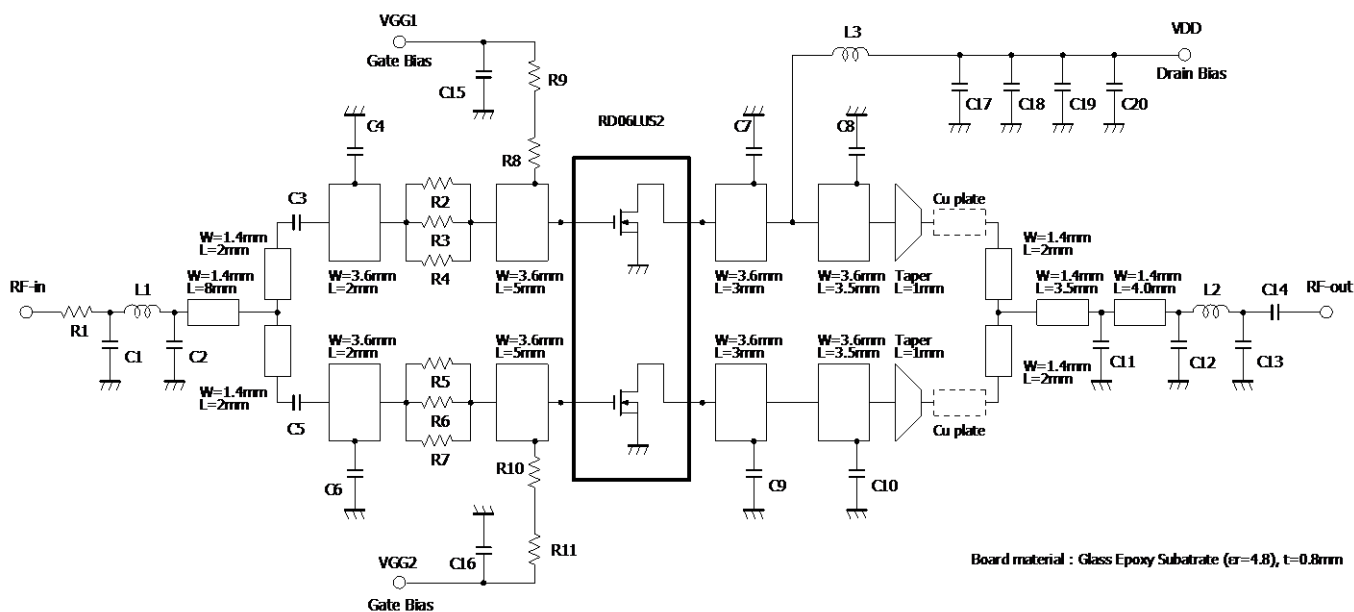 VGG1
Gate Bias
C15
R9
R8
L3
VDD
Drain Bias
C17
C18
C19
C20
RD06LUS2
C4
C7
C8
C3
R2
R3
R4
Cu plate
W=1.4mm
L=2mm
W=1.4mm
L=8mm
W=3.6mm
L=2mm
W=3.6mm
L=5mm
W=3.6mm
L=3mm
W=3.6mm
L=3.5mm
Taper
L=1mm
W=1.4mm
L=2mm
W=1.4mm
L=3.5mm
W=1.4mm
L=4.0mm
RF-in
R1
L1
C1
C2
L2
C14
RF-out
C11
C12
C13
W=3.6mm
L=2mm
W=3.6mm
L=5mm
W=3.6mm
L=3mm
W=3.6mm
L=3.5mm
Taper
L=1mm
W=1.4mm
L=2mm
W=1.4mm
L=2mm
C5
R5
R6
R7
Cu plate
C6
R10
C9
C10
R11
C16
VGG2
Gate Bias
Board material : Glass Epoxy Subatrate (er=4.8), t=0.8mm